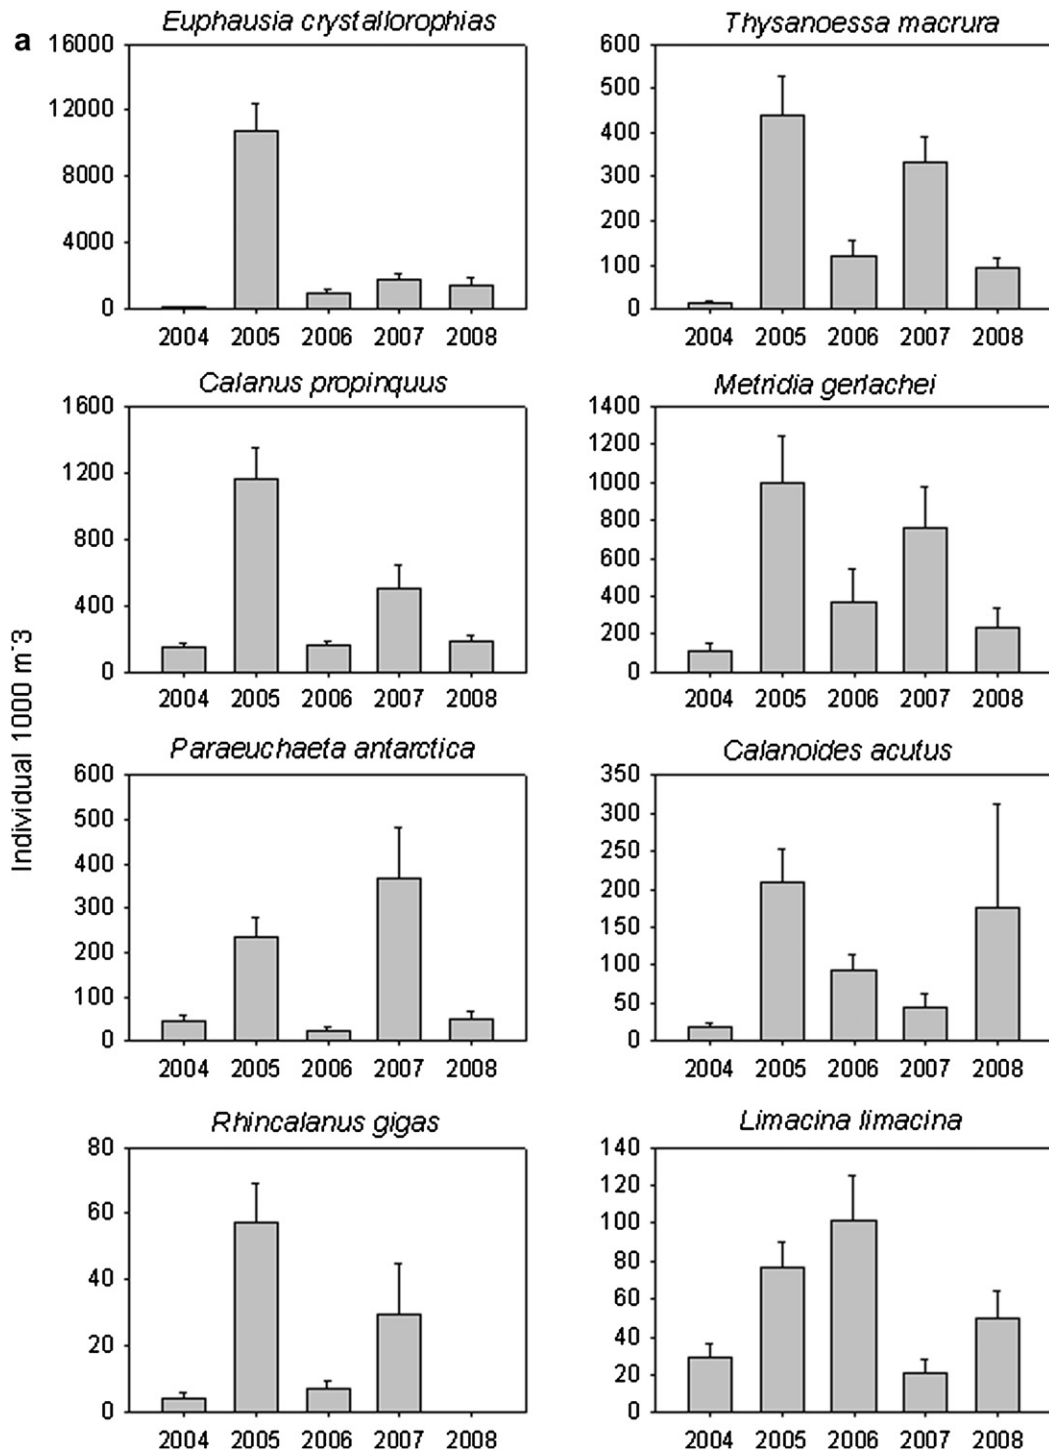 a
Individual 1000 m-3
Euphausia crystallorophias
16000
12000
8000
4000
0
2004 2005 2006 2007 2008
Thysanoessa macrura
600
500
400
300
200
100
0
2004 2005 2006 2007 2008
Calanus propinquus
1600
1200
800
400
0
2004 2005 2006 2007 2008
Metridia gerlachei
1400
1200
1000
800
600
400
200
0
2004 2005 2006 2007 2008
Paraeuchaeta antarctica
600
500
400
300
200
100
0
2004 2005 2006 2007 2008
Calanoides acutus
350
300
250
200
150
100
50
0
2004 2005 2006 2007 2008
Rhincalanus gigas
80
60
40
20
0
2004 2005 2006 2007 2008
Limacina limacina
140
120
100
80
60
40
20
0
2004 2005 2006 2007 2008